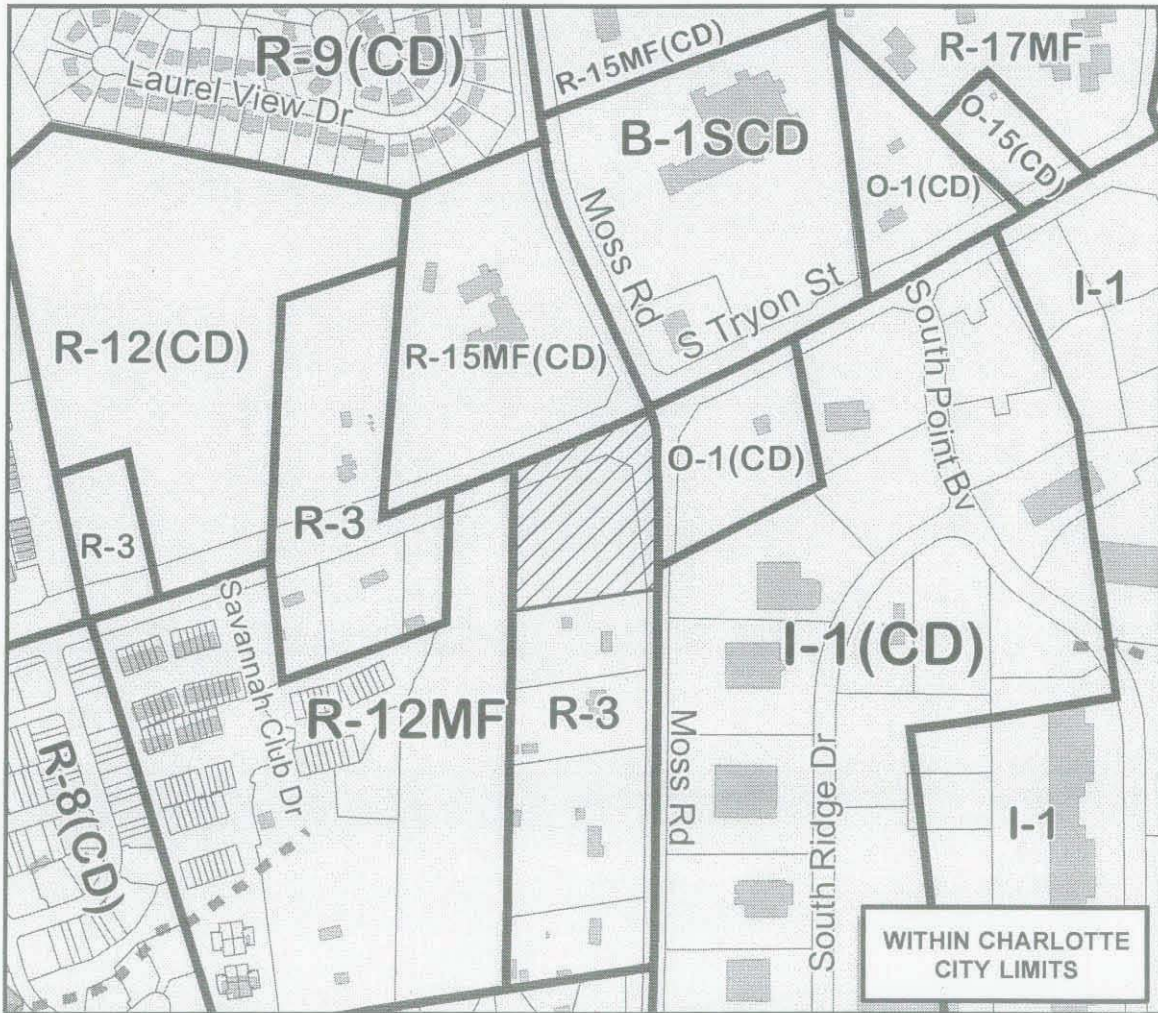 R-9(CD)
Laurel View Dr
R-15MF(CD)
R-17MF
O-15(CD)
B-1SCD
O-1(CD)
Moss Rd
S Tryon St
I-1
R-12(CD)
R-15MF(CD)
South Point Bv
O-1(CD)
R-3
R-3
Savannah Club Dr
I-1(CD)
R-12MF
R-3
Moss Rd
South Ridge Dr
R-8(CD)
I-1
WITHIN CHARLOTTE
CITY LIMITS